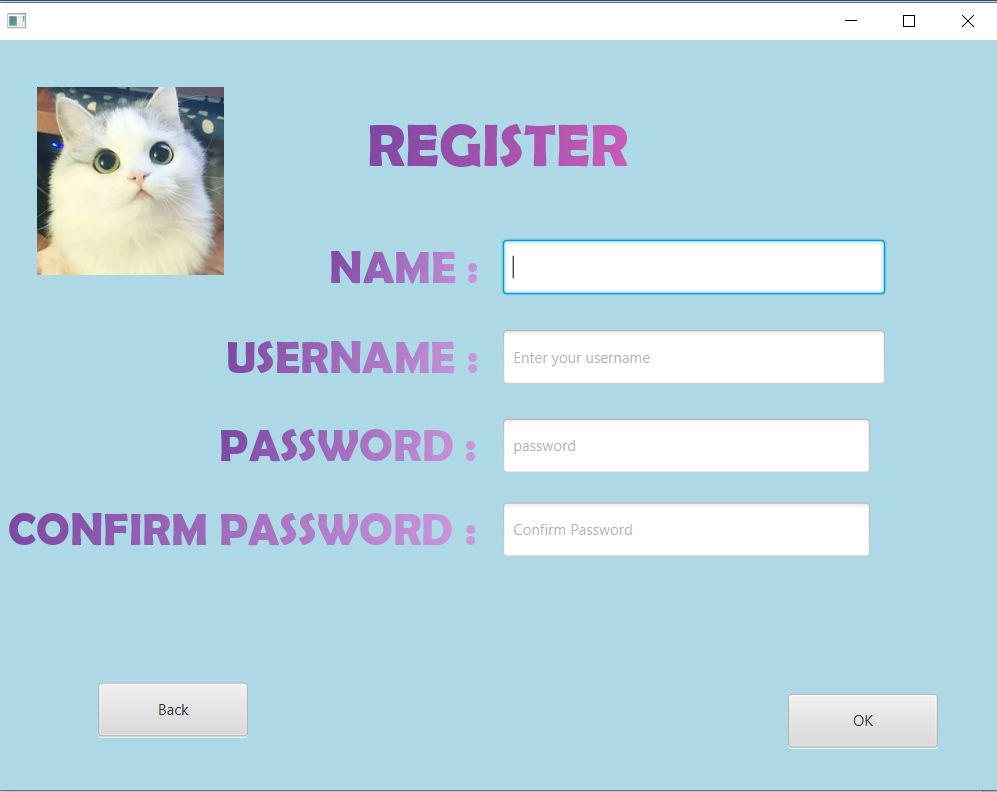 REGISTER
NAME :
USERNAME : Enter your username
PASSWORD : password
CONFIRM PASSWORD : Confirm Password
Back OK